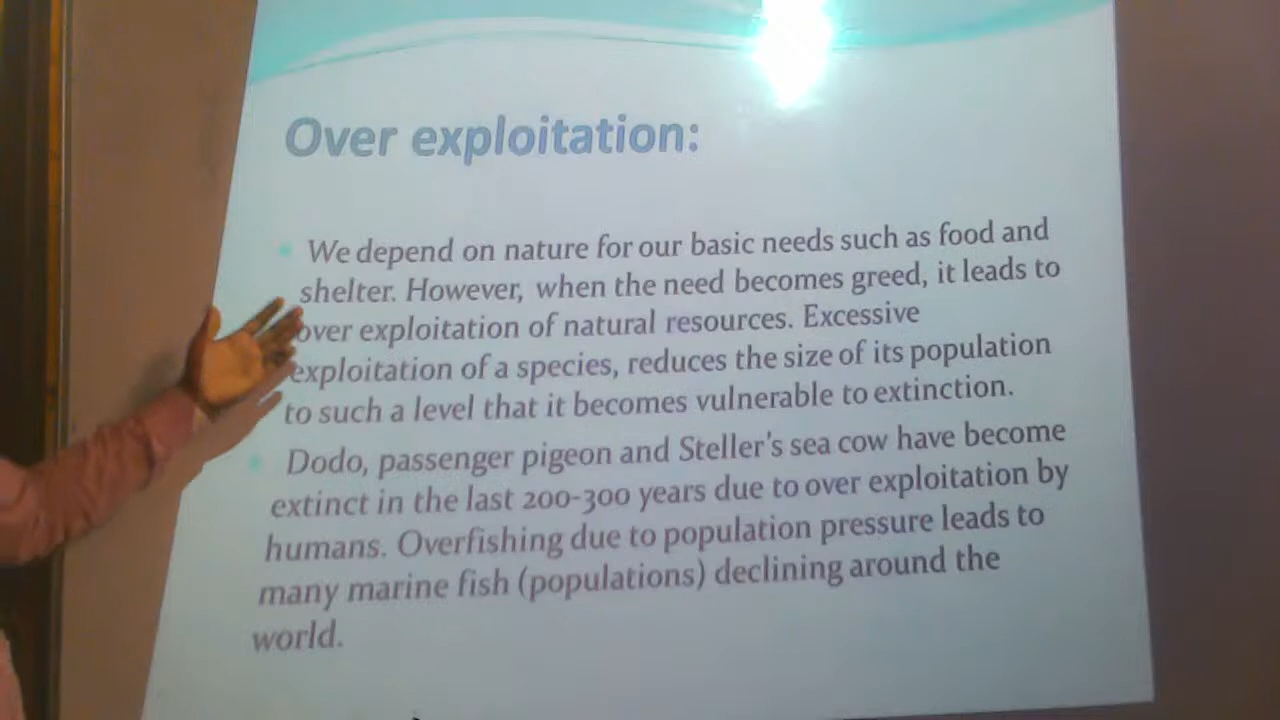 Over exploitation:
We depend on nature for our basic needs such as food and
shelter. However, when the need becomes greed, it leads to
over exploitation of natural resources. Excessive
exploitation of a species, reduces the size of its population
to such a level that it becomes vulnerable to extinction.
Dodo, passenger pigeon and Steller's sea cow have become
extinct in the last 200-300 years due to over exploitation by
humans. Overfishing due to population pressure leads to
many marine fish (populations) declining around the
world.